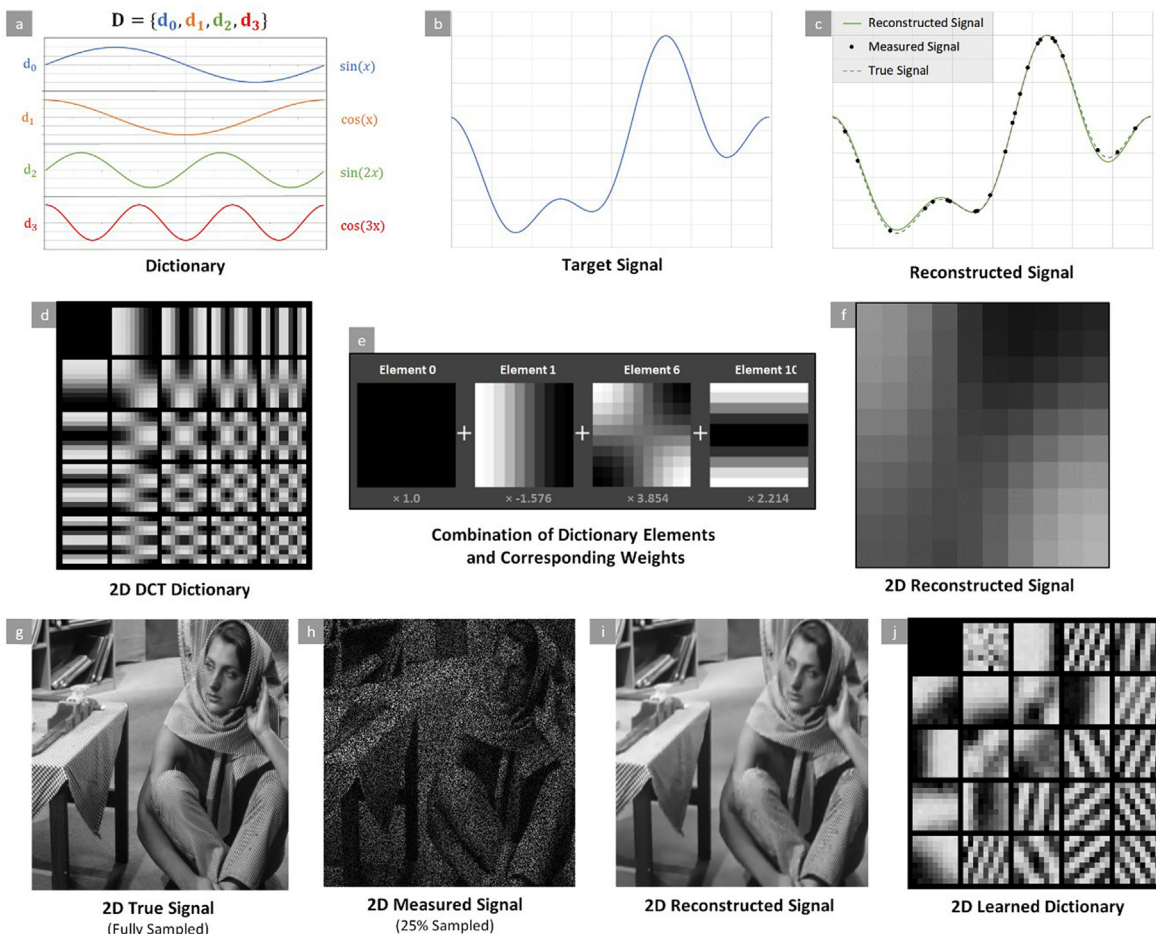 a
D = {d0, d1, d2, d3}
d0
sin(x)
d1
cos(x)
d2
sin(2x)
d3
cos(3x)
Dictionary
b
Target Signal
c
Reconstructed Signal
Measured Signal
True Signal
Reconstructed Signal
d
2D DCT Dictionary
e
Element 0
Element 1
Element 6
Element 10
+
+
+
× 1.0
× -1.576
× 3.854
× 2.214
Combination of Dictionary Elements
and Corresponding Weights
f
2D Reconstructed Signal
g
2D True Signal
(Fully Sampled)
h
2D Measured Signal
(25% Sampled)
i
2D Reconstructed Signal
j
2D Learned Dictionary